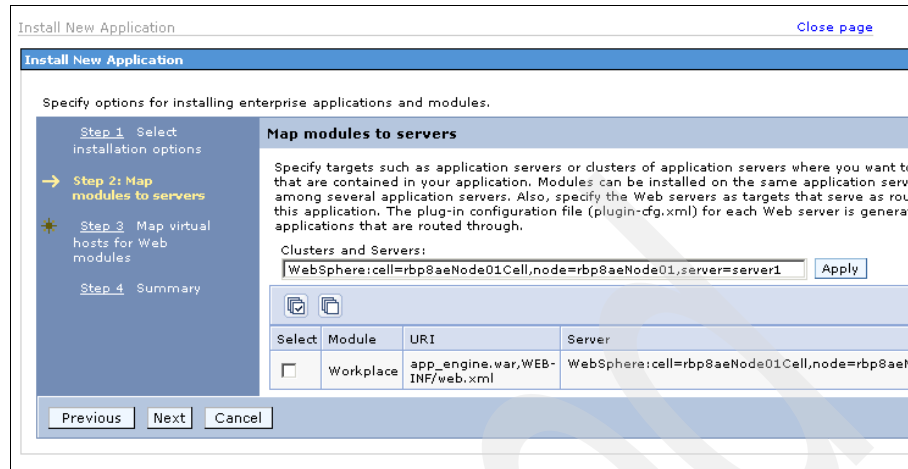 Install New Application
Close page
Install New Application
Specify options for installing enterprise applications and modules.
Step 1 Select
installation options
Step 2: Map
modules to servers
Step 3 Map virtual
hosts for Web
modules
Step 4 Summary
Map modules to servers
Specify targets such as application servers or clusters of application servers where you want t
that are contained in your application. Modules can be installed on the same application serv
among several application servers. Also, specify the Web servers as targets that serve as rou
this application. The plug-in configuration file (plugin-cfg.xml) for each Web server is genera
applications that are routed through.
Clusters and Servers:
WebSphere:cell=rbp8aeNode01Cell,node=rbp8aeNode01,server=server1
Apply
Select Module URI Server
Workplace app_engine.war,WEB-
INF/web.xml WebSphere:cell=rbp8aeNode01Cell,node=rbp8ae
Previous Next Cancel